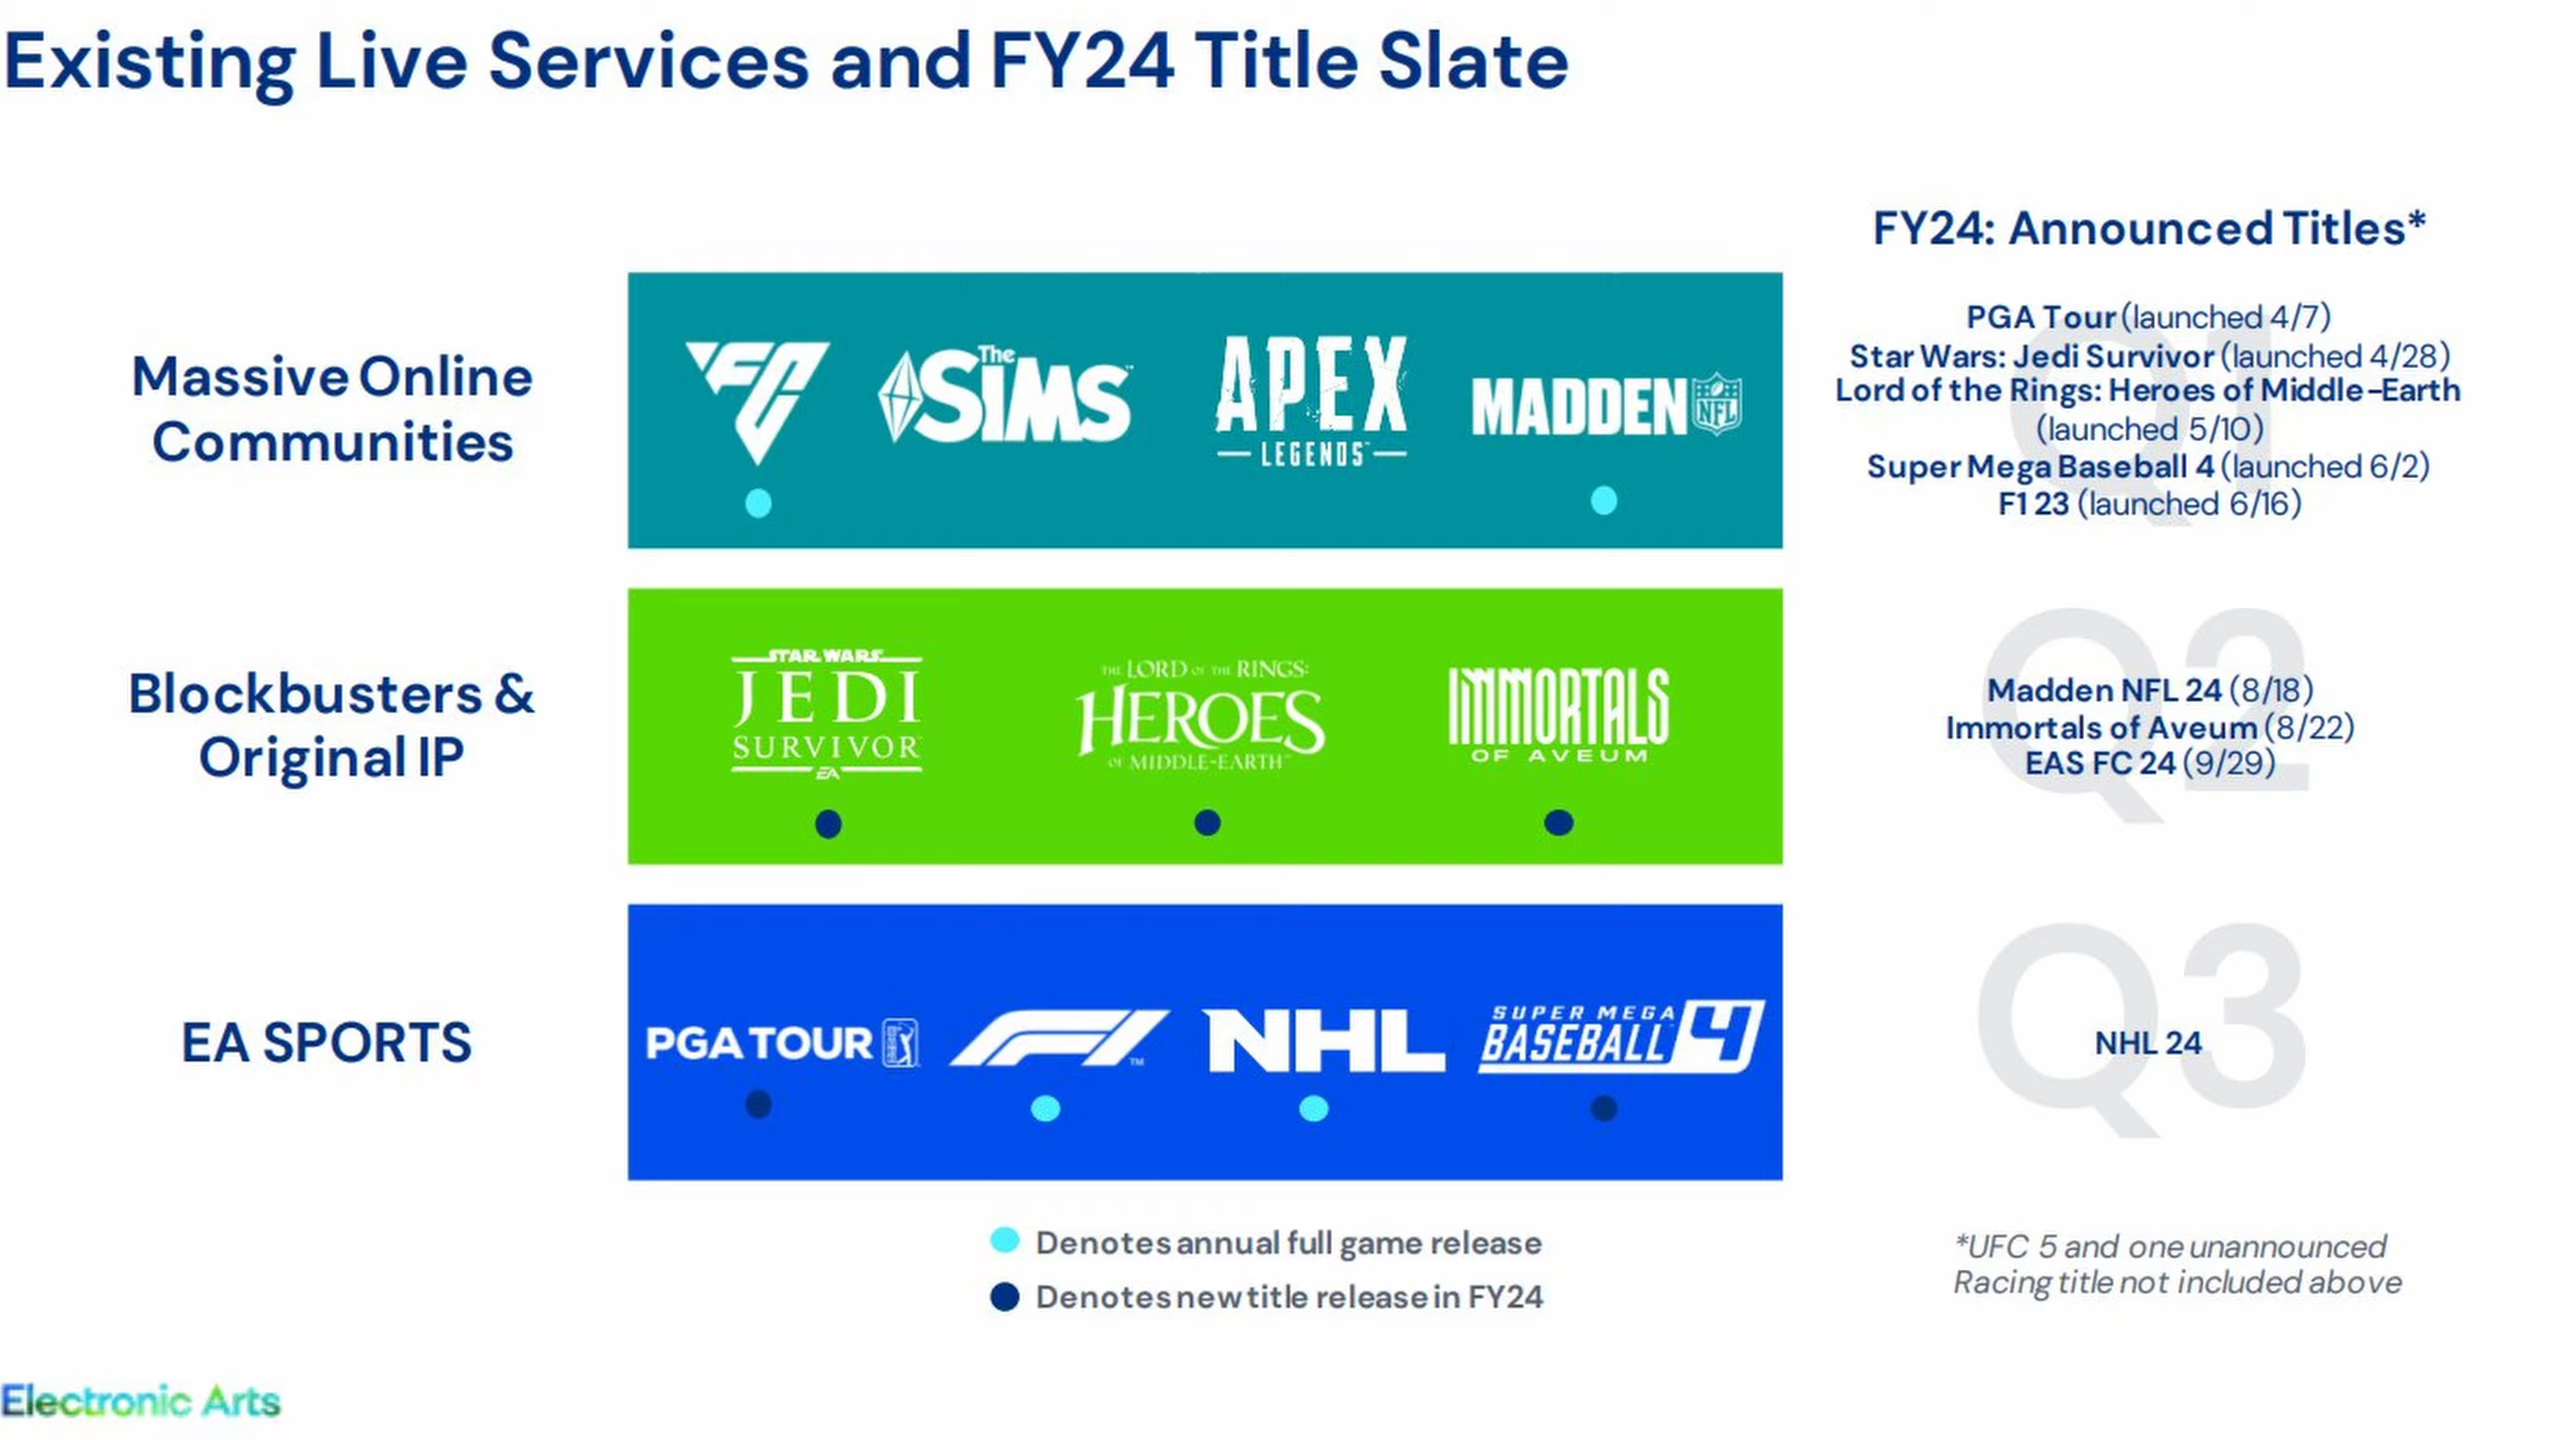 Existing Live Services and FY24 Title Slate
FY24: Announced Titles*
Massive Online
Communities
FC
The
SiMS™
APEX
LEGENDS™
MADDEN NFL
Q1
PGA Tour (launched 4/7)
Star Wars: Jedi Survivor (launched 4/28)
Lord of the Rings: Heroes of Middle-Earth
(launched 5/10)
Super Mega Baseball 4 (launched 6/2)
F1 23 (launched 6/16)
Blockbusters &
Original IP
STAR WARS
JEDI
SURVIVOR
EA
THE LORD OF THE RINGS:
HEROES
OF MIDDLE-EARTH™
IMMORTALS
OF AVEUM
Q2
Madden NFL 24 (8/18)
Immortals of Aveum (8/22)
EAS FC 24 (9/29)
EA SPORTS
PGA TOUR
F1™
NHL
SUPER MEGA
BASEBALL 4
Q3
NHL 24
Denotes annual full game release
Denotes new title release in FY24
*UFC 5 and one unannounced
Racing title not included above
Electronic Arts